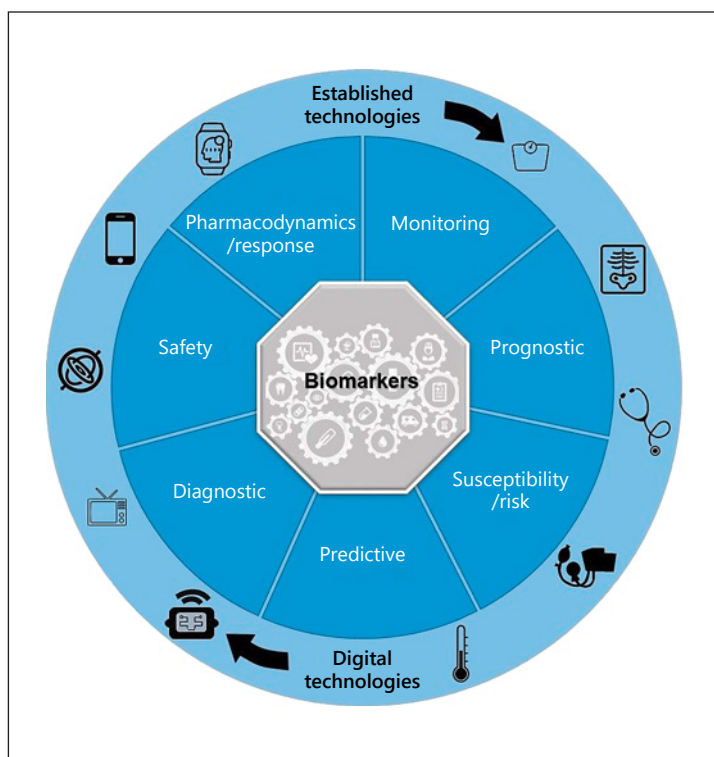 Established
technologies
Pharmacodynamics
/response
Monitoring
Safety
Prognostic
Biomarkers
Diagnostic
Susceptibility
/risk
Predictive
Digital
technologies